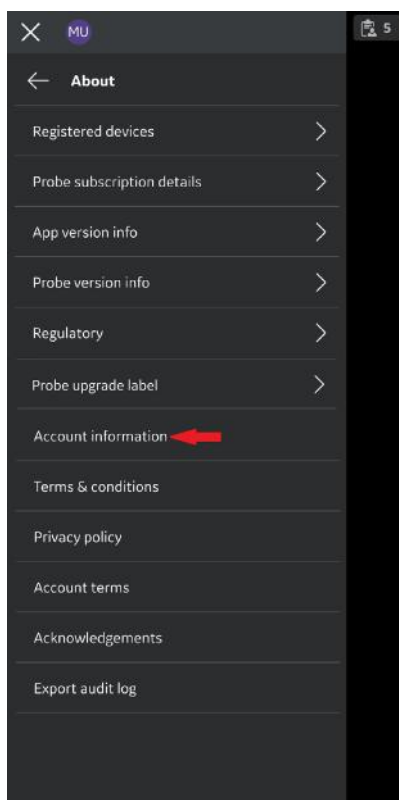 MU
5
About
Registered devices
Probe subscription details
App version info
Probe version info
Regulatory
Probe upgrade label
Account information
Terms & conditions
Privacy policy
Account terms
Acknowledgements
Export audit log